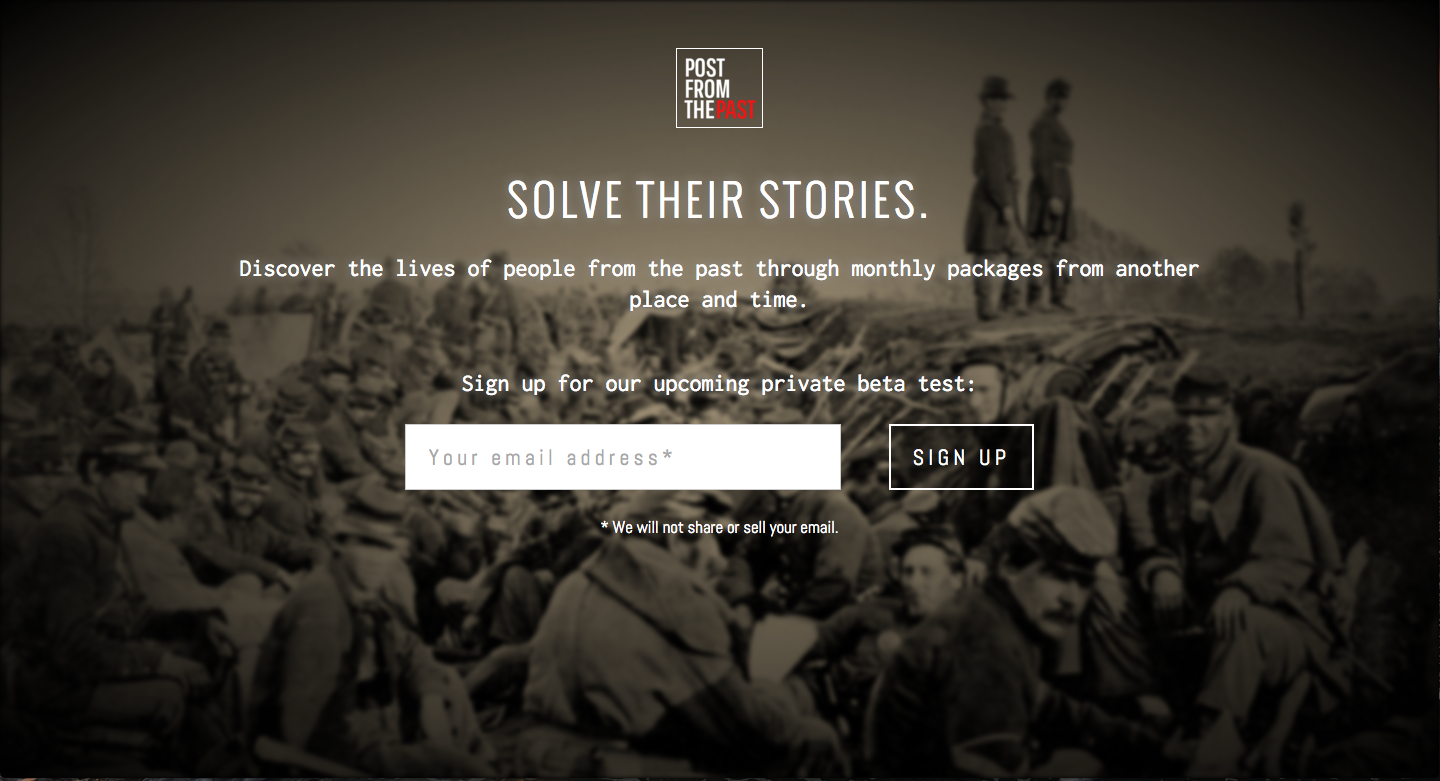 POST
FROM
THEPAST
SOLVE THEIR STORIES.
Discover the lives of people from the past through monthly packages from another
place and time.
Sign up for our upcoming private beta test:
Your email address*
SIGN UP
* We will not share or sell your email.